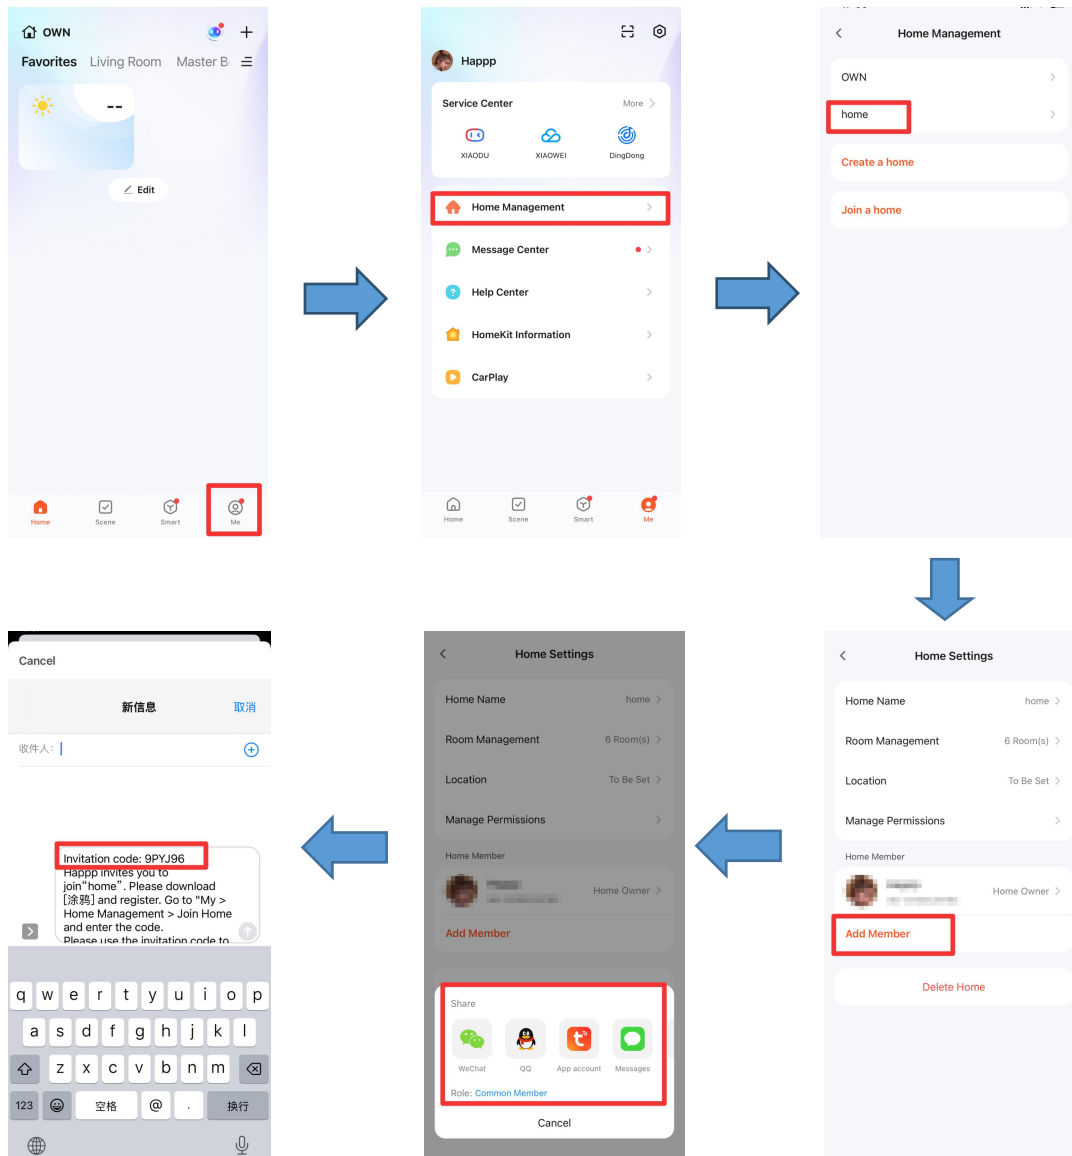 OWN
Favorites Living Room Master B
--
Edit
Home Scene Smart Me
Happp
Service Center More
XIAODU XIAOWEI DingDong
Home Management
Message Center
Help Center
HomeKit Information
CarPlay
Home Scene Smart Me
Home Management
OWN
home
Create a home
Join a home
Home Settings
Home Name home
Room Management 6 Room(s)
Location To Be Set
Manage Permissions
Home Member
Home Owner
Add Member
Delete Home
Home Settings
Home Name home
Room Management 6 Room(s)
Location To Be Set
Manage Permissions
Home Member
Home Owner
Add Member
Share
WeChat QQ App account Messages
Role: Common Member
Cancel
Cancel
新信息 取消
收件人:
Invitation code: 9PYJ96
Happp invites you to
join“home”. Please download
[涂鸦] and register. Go to "My >
Home Management > Join Home
and enter the code.
Please use the invitation code to
q w e r t y u i o p
a s d f g h j k l
z x c v b n m
123 空格 @ . 换行